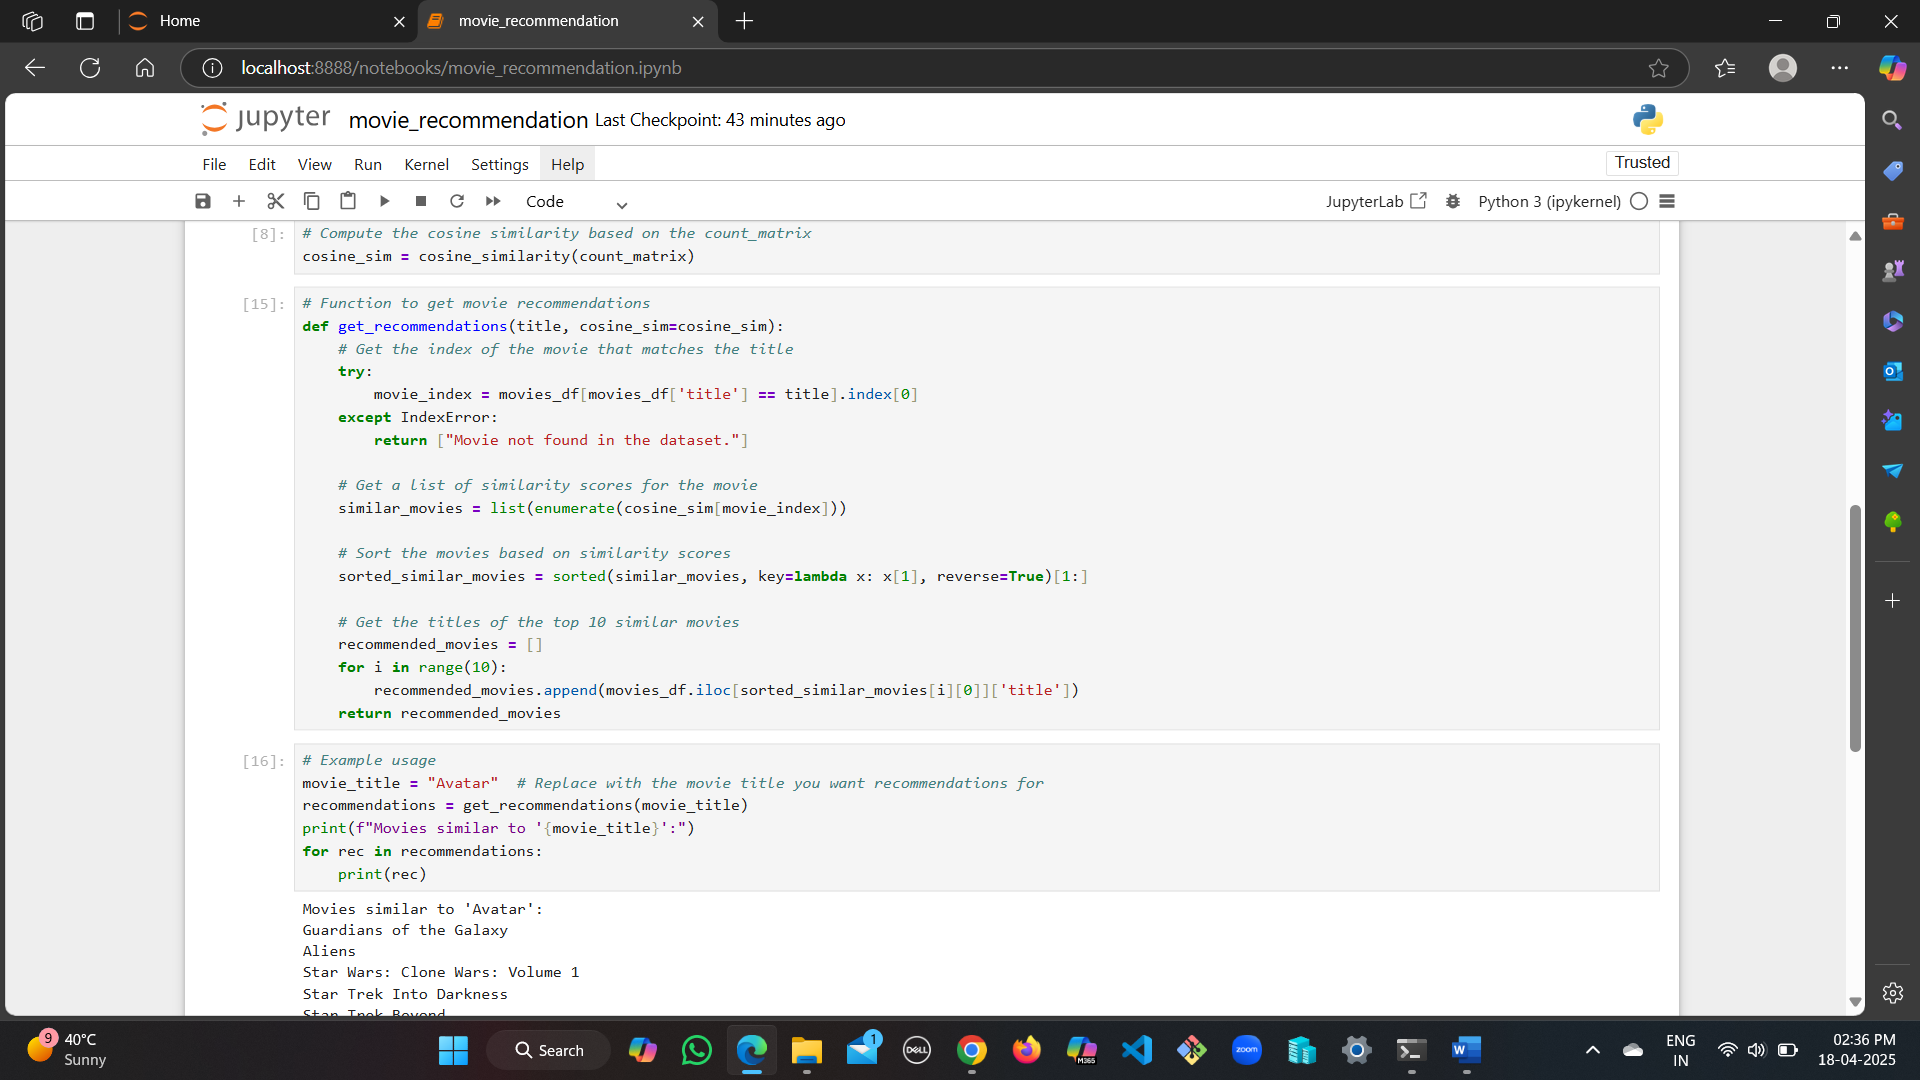 Home
movie_recommendation
localhost:8888/notebooks/movie_recommendation.ipynb
jupyter movie_recommendation Last Checkpoint: 43 minutes ago
File Edit View Run Kernel Settings Help
Trusted
Code
JupyterLab Python 3 (ipykernel)
[8]: # Compute the cosine similarity based on the count_matrix
cosine_sim = cosine_similarity(count_matrix)
[15]: # Function to get movie recommendations
def get_recommendations(title, cosine_sim=cosine_sim):
    # Get the index of the movie that matches the title
    try:
        movie_index = movies_df[movies_df['title'] == title].index[0]
    except IndexError:
        return ["Movie not found in the dataset."]
    # Get a list of similarity scores for the movie
    similar_movies = list(enumerate(cosine_sim[movie_index]))
    # Sort the movies based on similarity scores
    sorted_similar_movies = sorted(similar_movies, key=lambda x: x[1], reverse=True)[1:]
    # Get the titles of the top 10 similar movies
    recommended_movies = []
    for i in range(10):
        recommended_movies.append(movies_df.iloc[sorted_similar_movies[i][0]]['title'])
    return recommended_movies
[16]: # Example usage
movie_title = "Avatar"  # Replace with the movie title you want recommendations for
recommendations = get_recommendations(movie_title)
print(f"Movies similar to '{movie_title}':")
for rec in recommendations:
    print(rec)
Movies similar to 'Avatar':
Guardians of the Galaxy
Aliens
Star Wars: Clone Wars: Volume 1
Star Trek Into Darkness
Star Trek Beyond
9
40°C
Sunny
Search
1
DELL
M365
zoom
W
ENG
IN
02:36 PM
18-04-2025